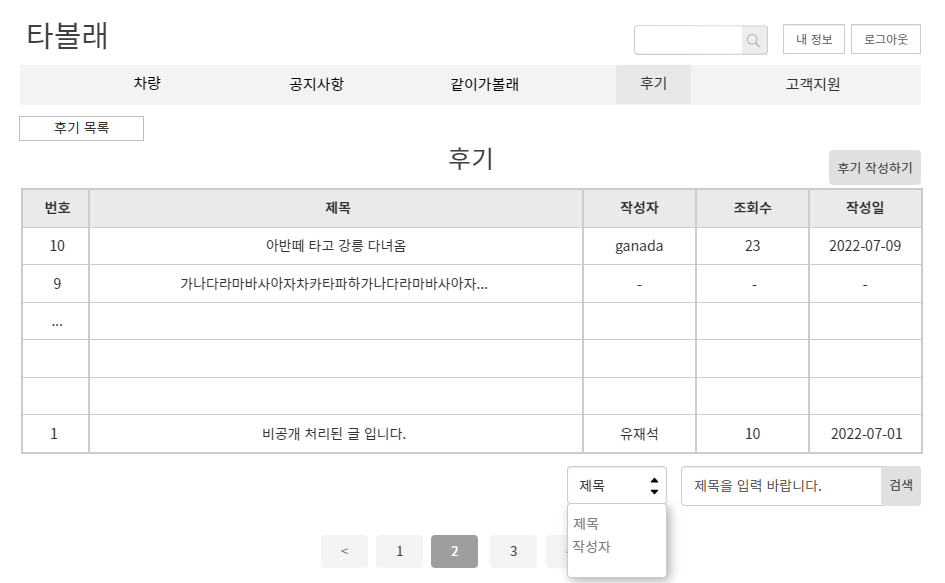 타볼래
내 정보 로그아웃
차량 공지사항 같이가볼래 후기 고객지원
후기 목록
후기
후기 작성하기
번호 제목 작성자 조회수 작성일
10 아반떼 타고 강릉 다녀옴 ganada 23 2022-07-09
9 가나다라마바사아자차카타파하가나다라마바사아자... - - -
...
1 비공개 처리된 글 입니다. 유재석 10 2022-07-01
제목 제목을 입력 바랍니다. 검색
제목
작성자
< 1 2 3